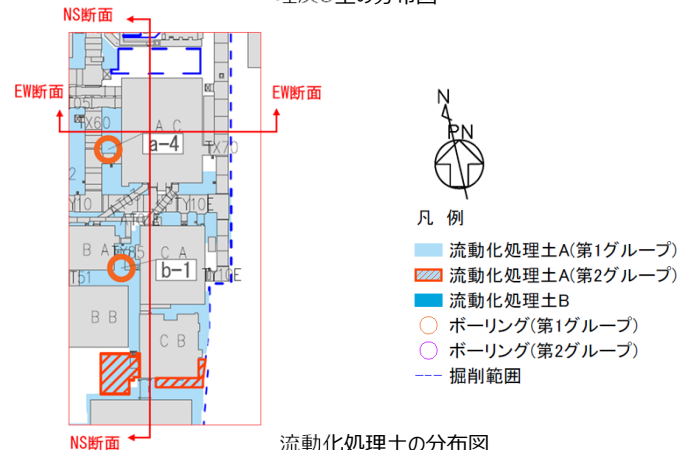 NS断面
EW断面
EW断面
TX60
A C
a-4
TX70
2
Y10
TY10E
B A
TY85
C A
b-1
T51
TY10E
B B
C B
NS断面
N
PN
凡 例
流動化処理土A(第1グループ)
流動化処理土A(第2グループ)
流動化処理土B
ボーリング(第1グループ)
ボーリング(第2グループ)
掘削範囲
流動化処理土の分布図